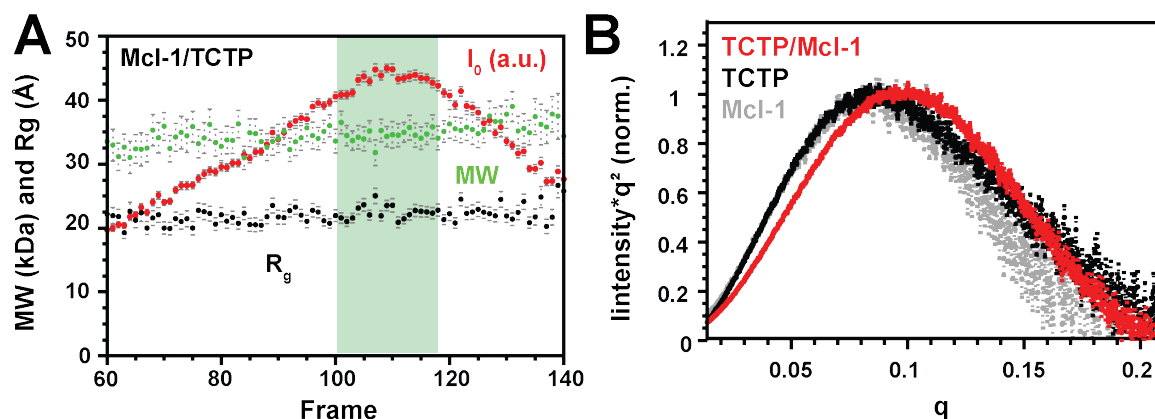 A
Mcl-1/TCTP
I₀ (a.u.)
MW
Rg
MW (kDa) and Rg (Å)
50
40
30
20
10
0
60
80
100
120
140
Frame
B
TCTP/Mcl-1
TCTP
Mcl-1
Iintensity*q² (norm.)
1.2
1
0.8
0.6
0.4
0.2
0
0.05
0.1
0.15
0.2
q